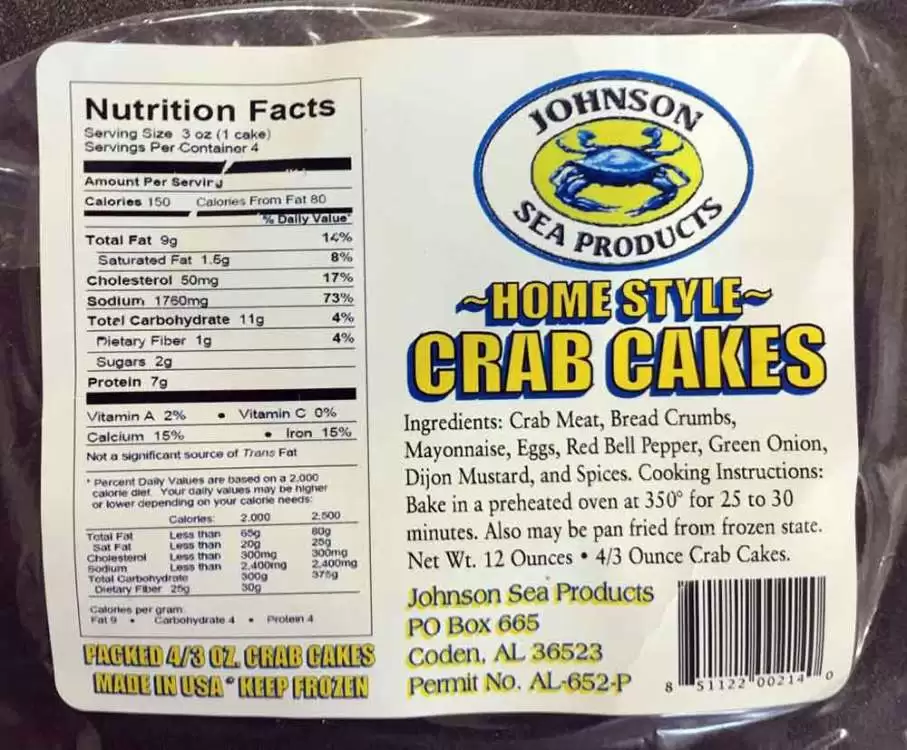 Nutrition Facts
Serving Size 3 oz (1 cake)
Servings Per Container 4
Amount Per Serving
Calories 150 Calories From Fat 80
% Daily Value*
Total Fat 9g 14%
Saturated Fat 1.5g 8%
Cholesterol 50mg 17%
Sodium 1760mg 73%
Total Carbohydrate 11g 4%
Dietary Fiber 1g 4%
Sugars 2g
Protein 7g
Vitamin A 2% • Vitamin C 0%
Calcium 15% • Iron 15%
Not a significant source of Trans Fat
* Percent Daily Values are based on a 2,000
calorie diet. Your daily values may be higher
or lower depending on your calorie needs:
Calories: 2,000 2,500
Total Fat Less than 65g 80g
Sat Fat Less than 20g 25g
Cholesterol Less than 300mg 300mg
Sodium Less than 2,400mg 2,400mg
Total Carbohydrate 300g 375g
Dietary Fiber 25g 30g
Calories per gram:
Fat 9 • Carbohydrate 4 • Protein 4
PACKED 4/3 OZ. CRAB CAKES
MADE IN USA • KEEP FROZEN
JOHNSON
SEA PRODUCTS
~HOME STYLE~
CRAB CAKES
Ingredients: Crab Meat, Bread Crumbs,
Mayonnaise, Eggs, Red Bell Pepper, Green Onion,
Dijon Mustard, and Spices. Cooking Instructions:
Bake in a preheated oven at 350° for 25 to 30
minutes. Also may be pan fried from frozen state.
Net Wt. 12 Ounces • 4/3 Ounce Crab Cakes.
Johnson Sea Products
PO Box 665
Coden, AL 36523
Permit No. AL-652-P
8 51122 00214 0